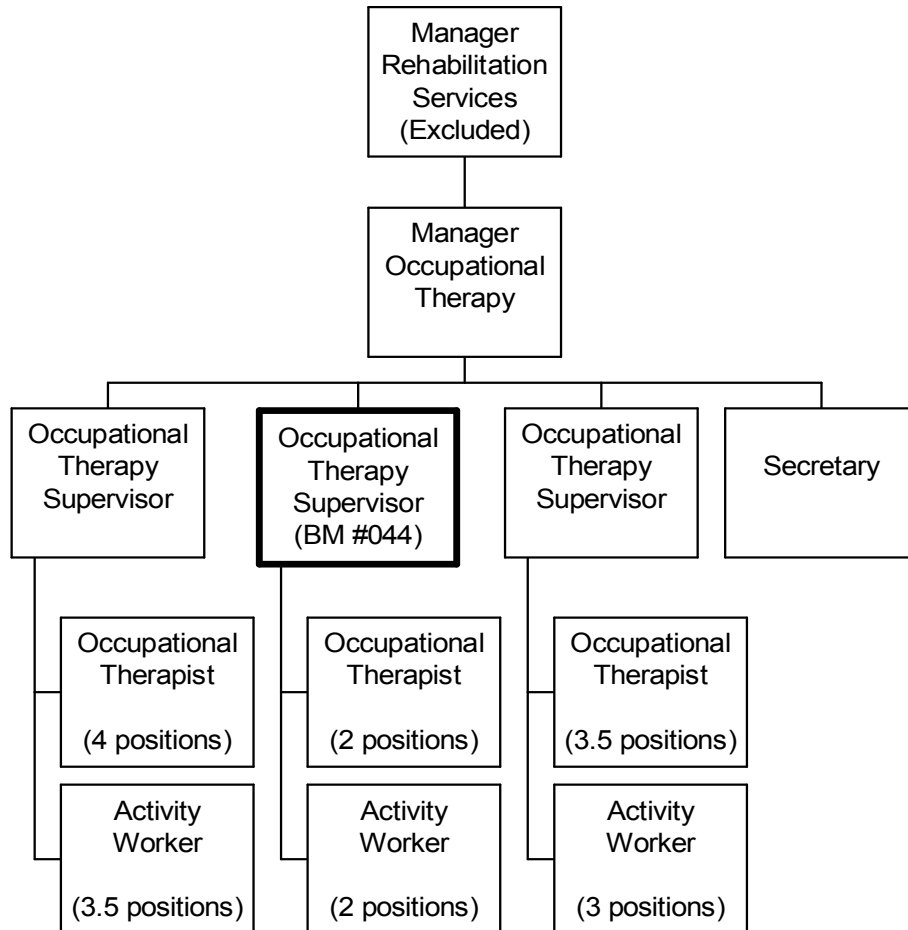 Manager
Rehabilitation
Services
(Excluded)
Manager
Occupational
Therapy
Occupational
Therapy
Supervisor
Occupational
Therapy
Supervisor
(BM #044)
Occupational
Therapy
Supervisor
Secretary
Occupational
Therapist
(4 positions)
Activity
Worker
(3.5 positions)
Occupational
Therapist
(2 positions)
Activity
Worker
(2 positions)
Occupational
Therapist
(3.5 positions)
Activity
Worker
(3 positions)